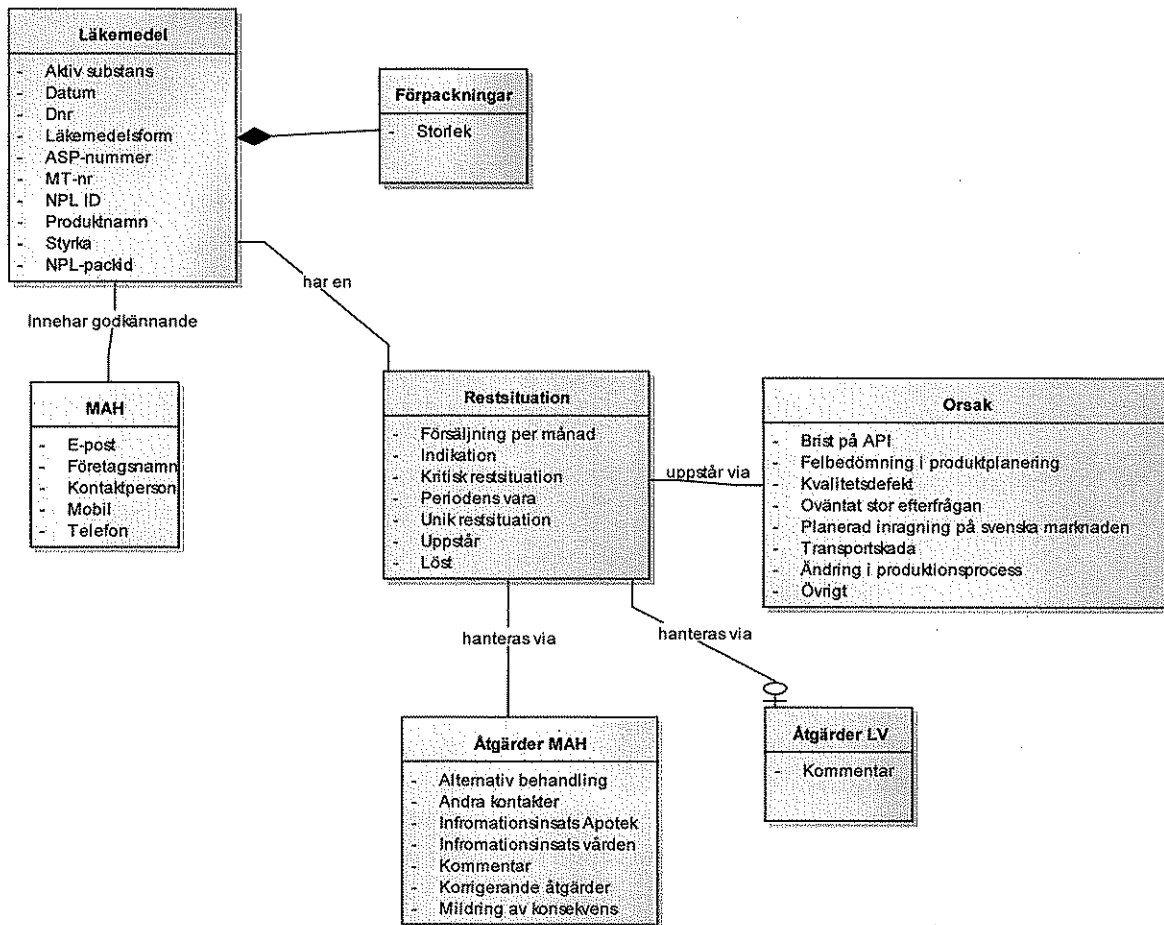 Läkemedel
- Aktiv substans
- Datum
- Dnr
- Läkemedelsform
- ASP-nummer
- MT-nr
- NPL ID
- Produktnamn
- Styrka
- NPL-packid
Förpackningar
- Storlek
har en
Innehar godkännande
MAH
- E-post
- Företagsnamn
- Kontaktperson
- Mobil
- Telefon
Restsituation
- Försäljning per månad
- Indikation
- Kritisk restsituation
- Periodens vara
- Unik restsituation
- Uppstår
- Löst
uppstår via
Orsak
- Brist på API
- Felbedömning i produktplanering
- Kvalitetsdefekt
- Oväntat stor efterfrågan
- Planerad inragning på svenska marknaden
- Transportskada
- Ändring i produktionsprocess
- Övrigt
hanteras via
hanteras via
Åtgärder MAH
- Alternativ behandling
- Andra kontakter
- Infromationsinsats Apotek
- Infromationsinsats vården
- Kommentar
- Korrigerande åtgärder
- Mildring av konsekvens
Åtgärder LV
- Kommentar